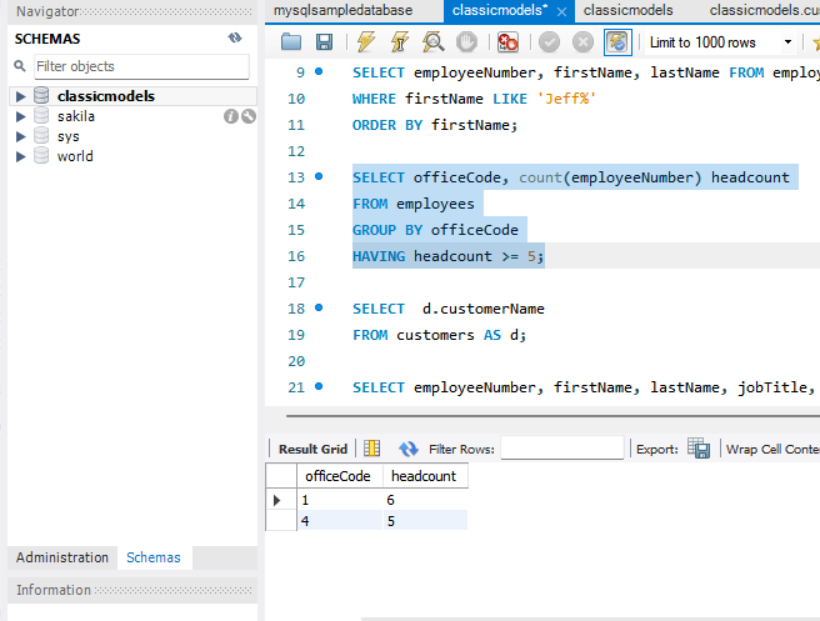 Navigator
SCHEMAS
Filter objects
classicmodels
sakila
sys
world
Administration Schemas
Information
mysqlsampledatabase classicmodels* classicmodels classicmodels.cu
Limit to 1000 rows
9 SELECT employeeNumber, firstName, lastName FROM employ
10 WHERE firstName LIKE 'Jeff%'
11 ORDER BY firstName;
12
13 SELECT officeCode, count(employeeNumber) headcount
14 FROM employees
15 GROUP BY officeCode
16 HAVING headcount >= 5;
17
18 SELECT d.customerName
19 FROM customers AS d;
20
21 SELECT employeeNumber, firstName, lastName, jobTitle,
Result Grid Filter Rows: Export: Wrap Cell Conte
officeCode headcount
1 6
4 5